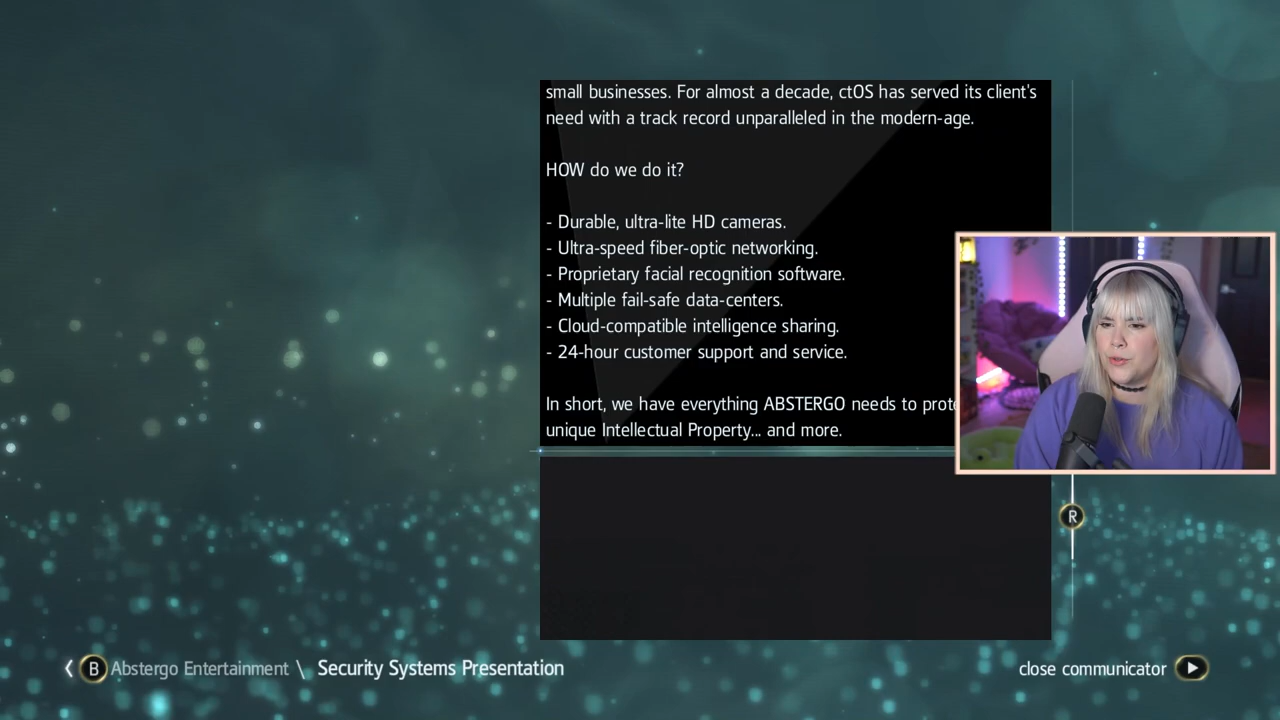 small businesses. For almost a decade, ctOS has served its client's
need with a track record unparalleled in the modern-age.
HOW do we do it?
- Durable, ultra-lite HD cameras.
- Ultra-speed fiber-optic networking.
- Proprietary facial recognition software.
- Multiple fail-safe data-centers.
- Cloud-compatible intelligence sharing.
- 24-hour customer support and service.
In short, we have everything ABSTERGO needs to
unique Intellectual Property... and more.
R
B Abstergo Entertainment \ Security Systems Presentation
close communicator